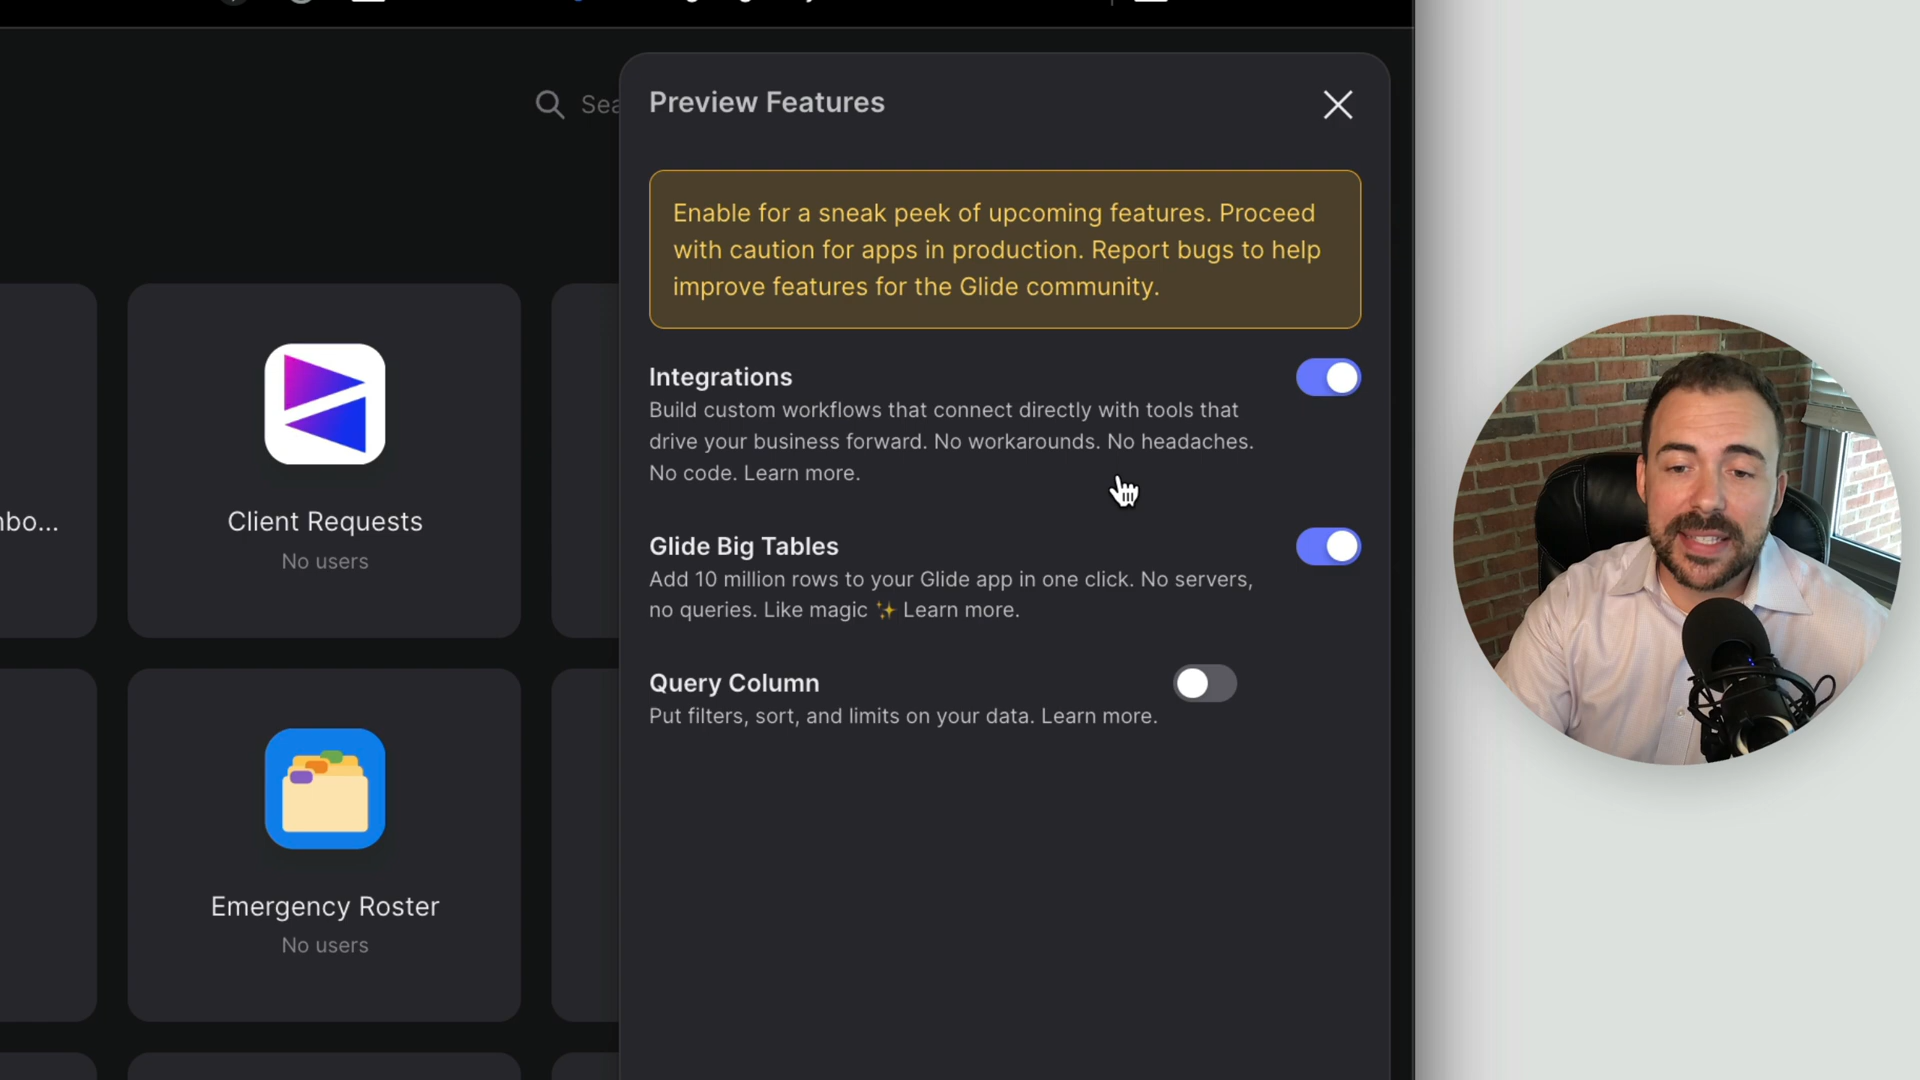 Sea
Preview Features
Enable for a sneak peek of upcoming features. Proceed
with caution for apps in production. Report bugs to help
improve features for the Glide community.
Integrations
Build custom workflows that connect directly with tools that
drive your business forward. No workarounds. No headaches.
No code. Learn more.
Glide Big Tables
Add 10 million rows to your Glide app in one click. No servers,
no queries. Like magic ✨ Learn more.
Query Column
Put filters, sort, and limits on your data. Learn more.
nbo...
Client Requests
No users
Emergency Roster
No users